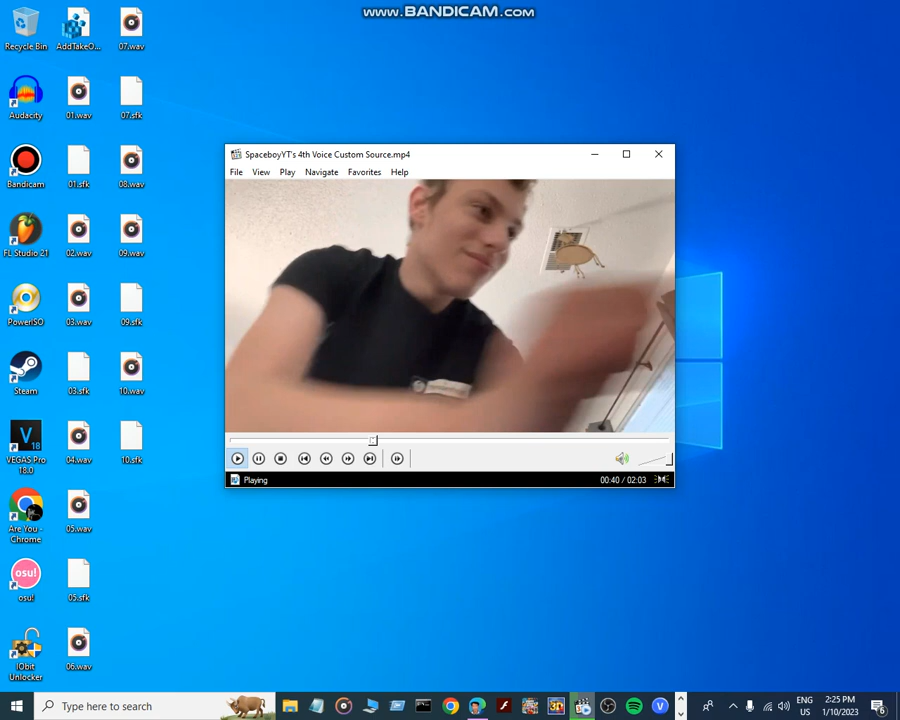 www.BANDICAM.com
Recycle Bin
AddTakeO...
07.wav
Audacity
01.wav
07.sfk
Bandicam
01.sfk
08.wav
FL Studio 21
02.wav
09.wav
PowerISO
03.wav
09.sfk
Steam
03.sfk
10.wav
V
18
VEGAS Pro
18.0
04.wav
10.sfk
Are You -
Chrome
05.wav
osu!
osu!
05.sfk
IObit
Unlocker
06.wav
SpaceboyYT's 4th Voice Custom Source.mp4
File View Play Navigate Favorites Help
Playing
00:40 / 02:03
Type here to search
ENG
US
2:25 PM
1/10/2023
6